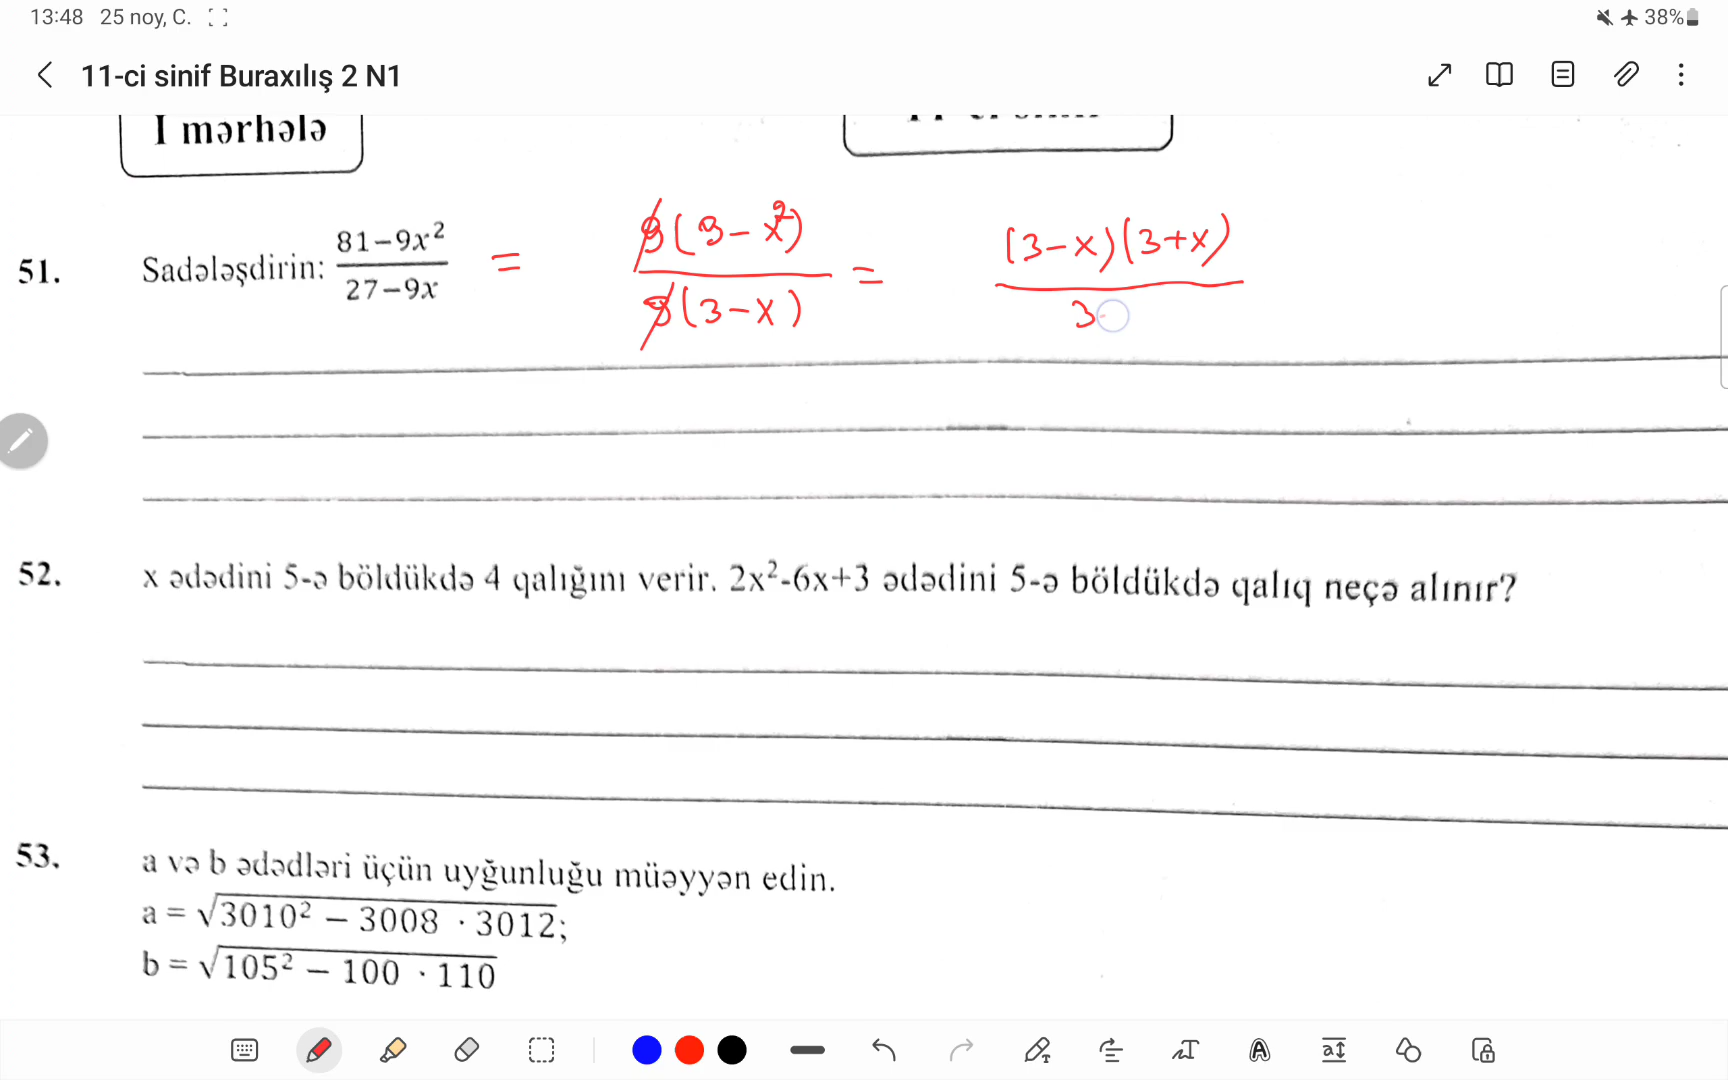 13:48 25 noy, C. 38%
11-ci sinif Buraxılış 2 N1
I mərhələ
51. Sadələşdirin: (81−9x²)/(27−9x) = (9(9−x²))/(9(3−x)) = ((3−x)(3+x))/(3-
52. x ədədini 5-ə böldükdə 4 qalığını verir. 2x²-6x+3 ədədini 5-ə böldükdə qalıq neçə alınır?
53. a və b ədədləri üçün uyğunluğu müəyyən edin.
a = √3010² − 3008 · 3012;
b = √105² − 100 · 110